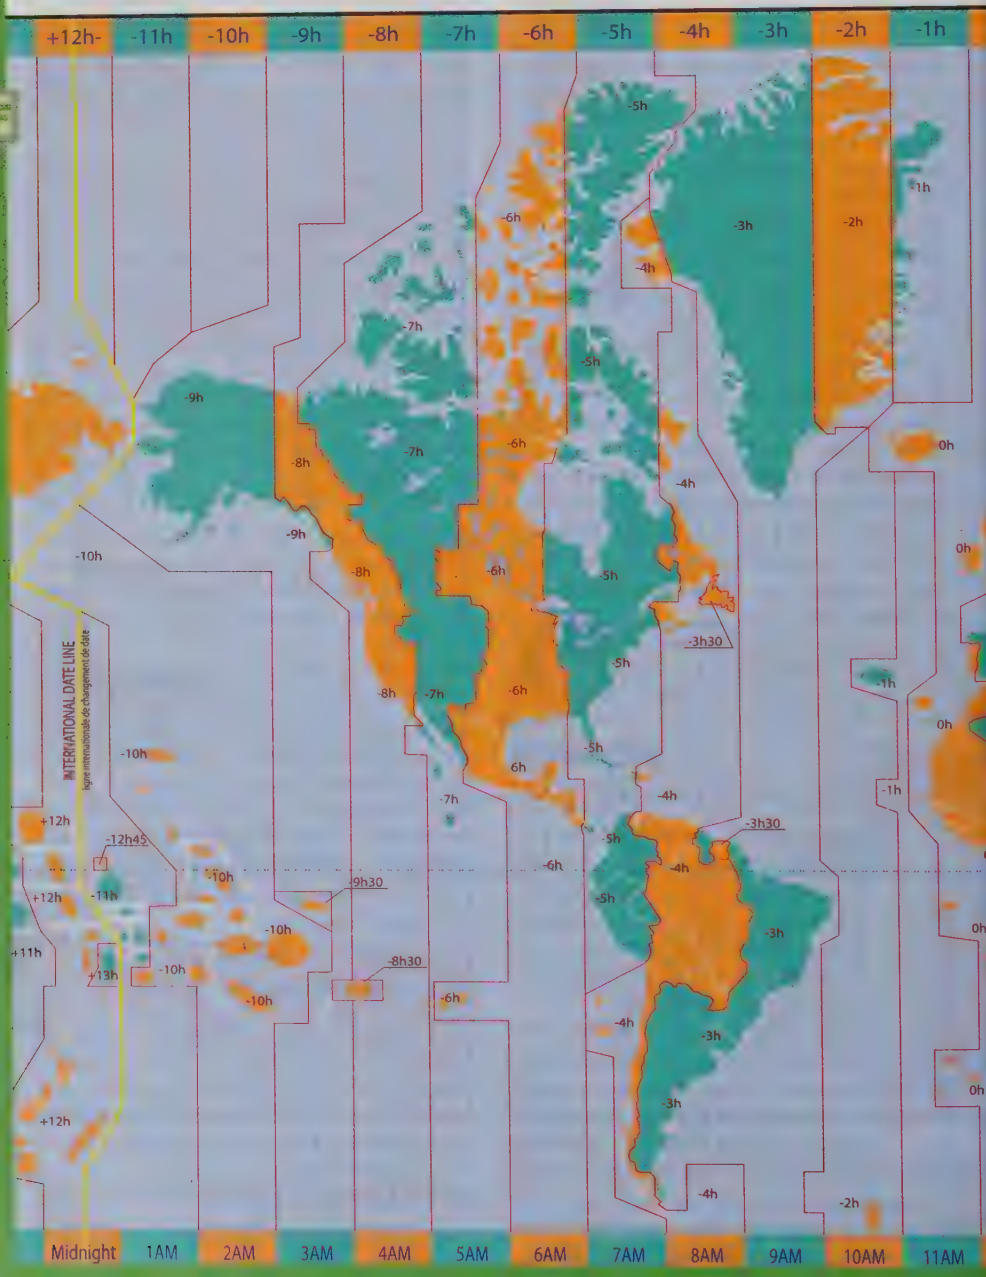 +12h-
-11h
-10h
-9h
-8h
-7h
-6h
-5h
-4h
-3h
-2h
-1h
-5h
-1h
-6h
-3h
-2h
-4h
-7h
-5h
-9h
-6h
0h
-7h
-8h
-4h
-9h
0h
-10h
-8h
-6h
-5h
-3h30
-5h
INTERNATIONAL DATE LINE
ligne internationale de changement de date
-1h
-8h
-7h
-6h
0h
-5h
-10h
6h
-1h
-7h
-4h
+12h
-3h30
-12h45
-5h
-6h
-4h
-10h
9h30
+12h
-11h
-5h
-10h
-3h
0h
+11h
-8h30
+13h
-10h
-6h
-10h
-4h
-3h
0h
-3h
+12h
-4h
-2h
Midnight
1AM
2AM
3AM
4AM
5AM
6AM
7AM
8AM
9AM
10AM
11AM